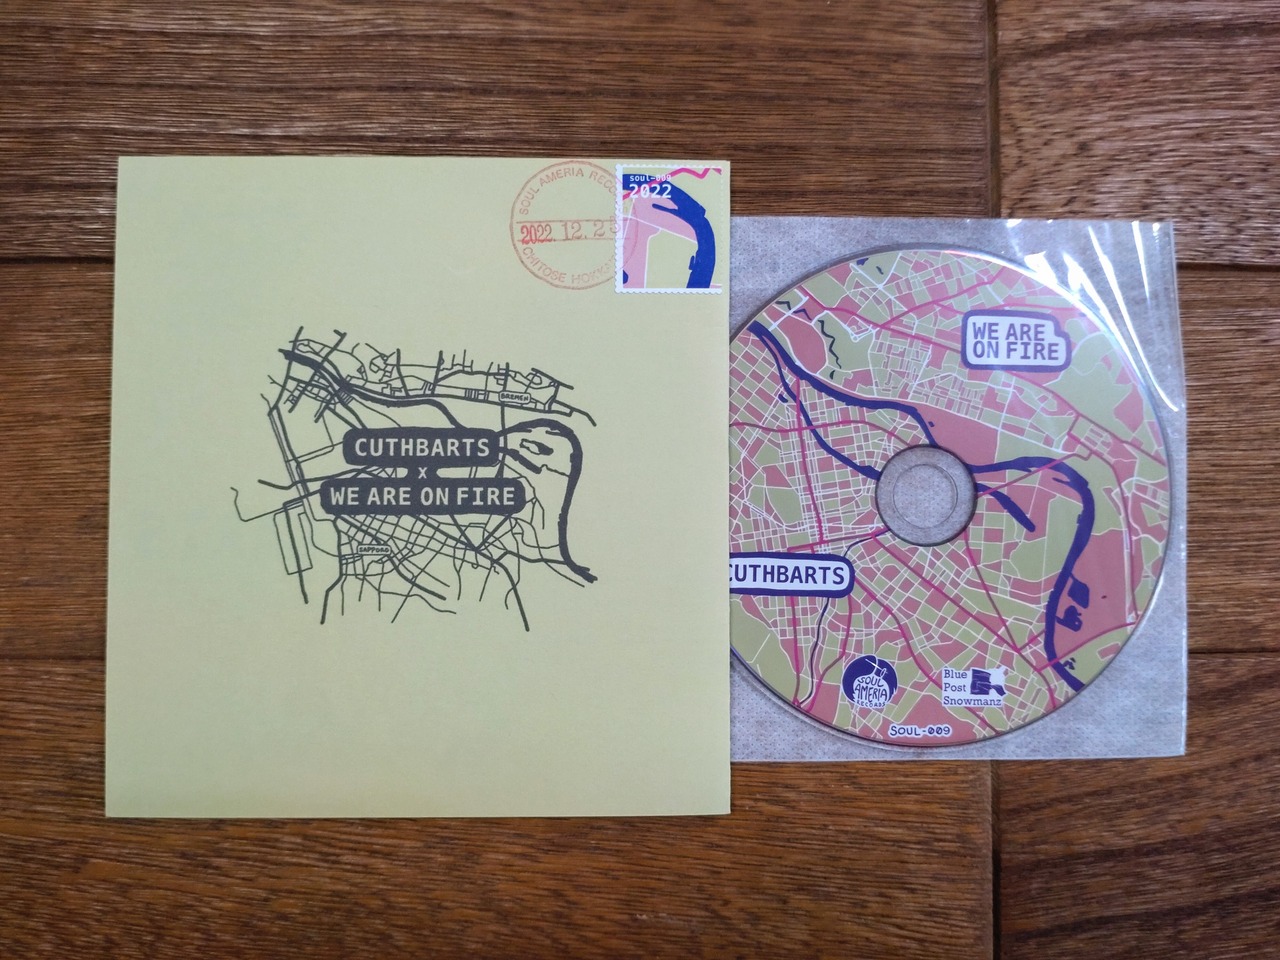 SOUL AMERIA RECO
2022. 12. 2
CHITOSE HOKKA
soul-009
2022
BREMEN
CUTHBARTS
x
WE ARE ON FIRE
SAPPORO
WE ARE
ON FIRE
CUTHBARTS
SOUL
AMERIA
RECORDS
Blue
Post
Snowmanz
SOUL-009